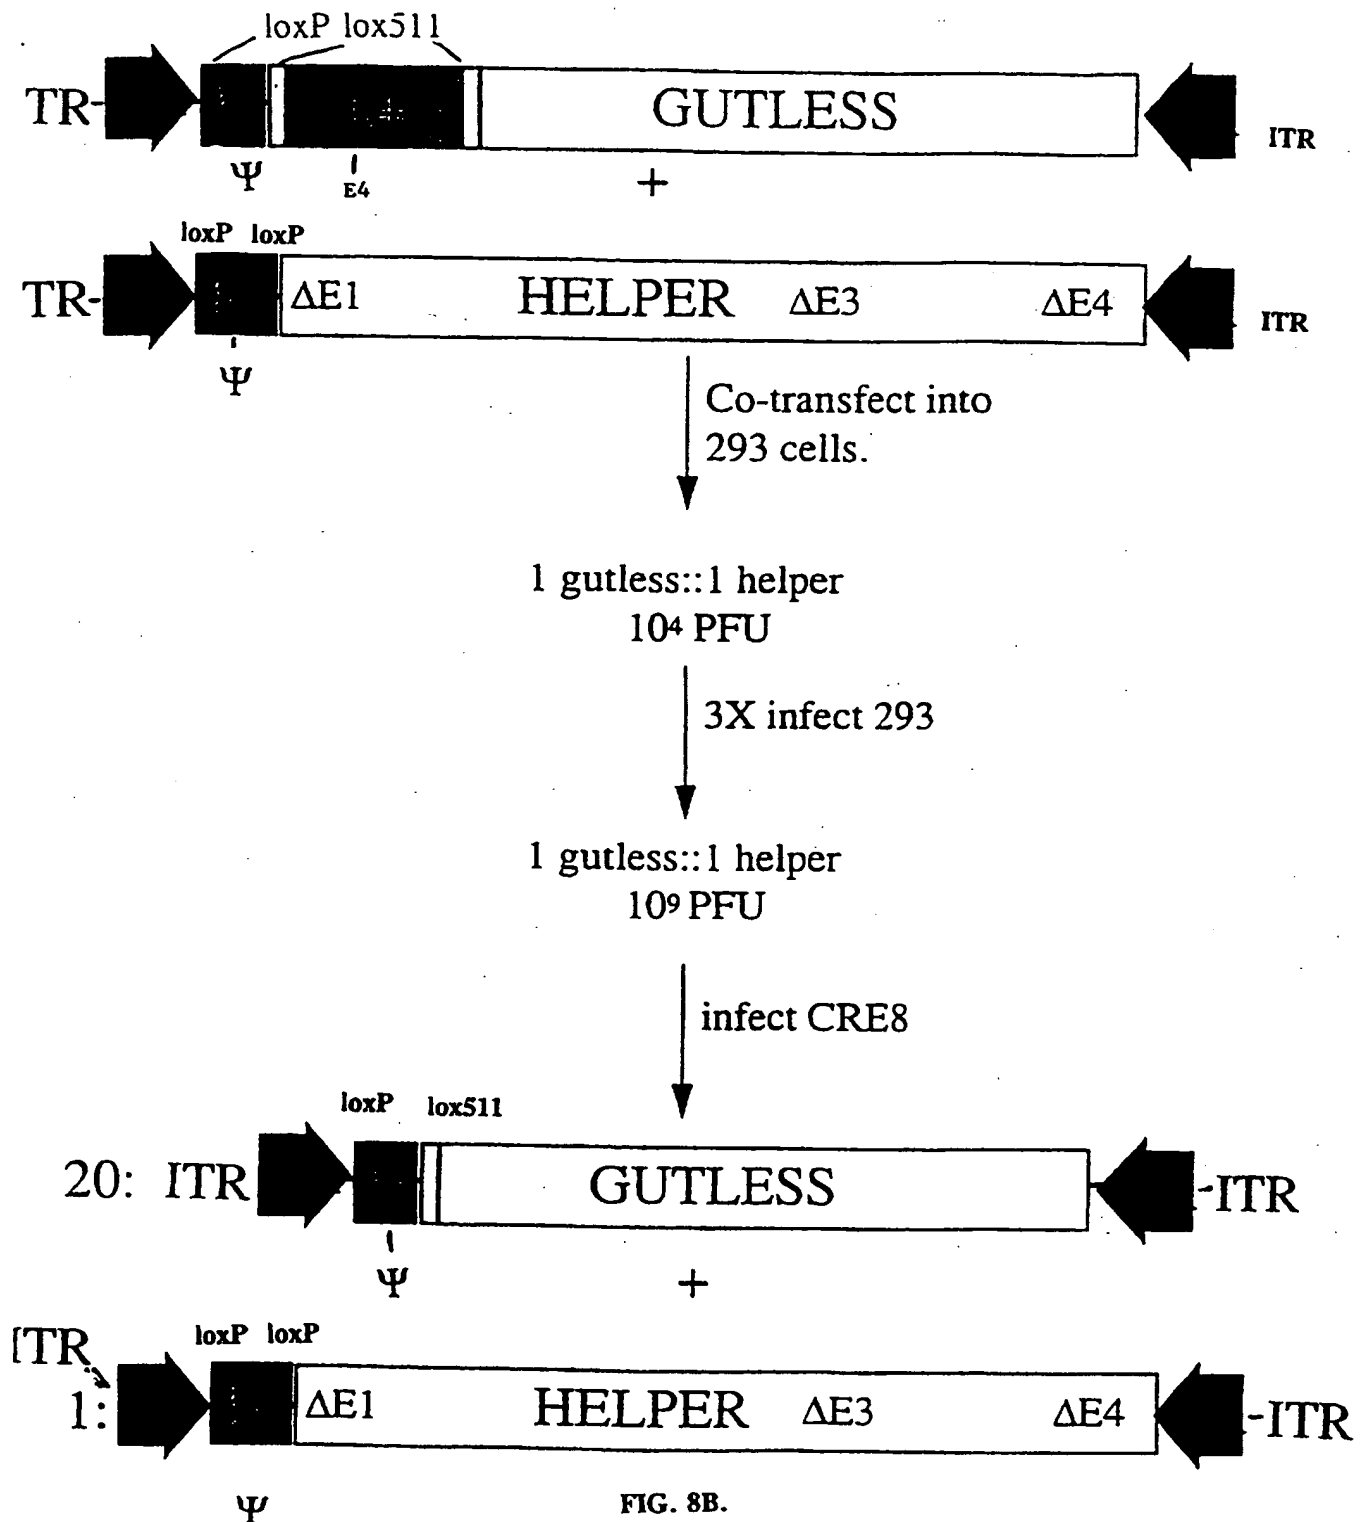 loxP lox511
TR- GUTLESS ITR
Ψ E4 +
loxP loxP
TR- ΔE1 HELPER ΔE3 ΔE4 ITR
Ψ
Co-transfect into
293 cells.
1 gutless::1 helper
10⁴ PFU
3X infect 293
1 gutless::1 helper
10⁹ PFU
infect CRE8
loxP lox511
20: ITR GUTLESS -ITR
Ψ +
loxP loxP
[TR
1: ΔE1 HELPER ΔE3 ΔE4 -ITR
Ψ
FIG. 8B.